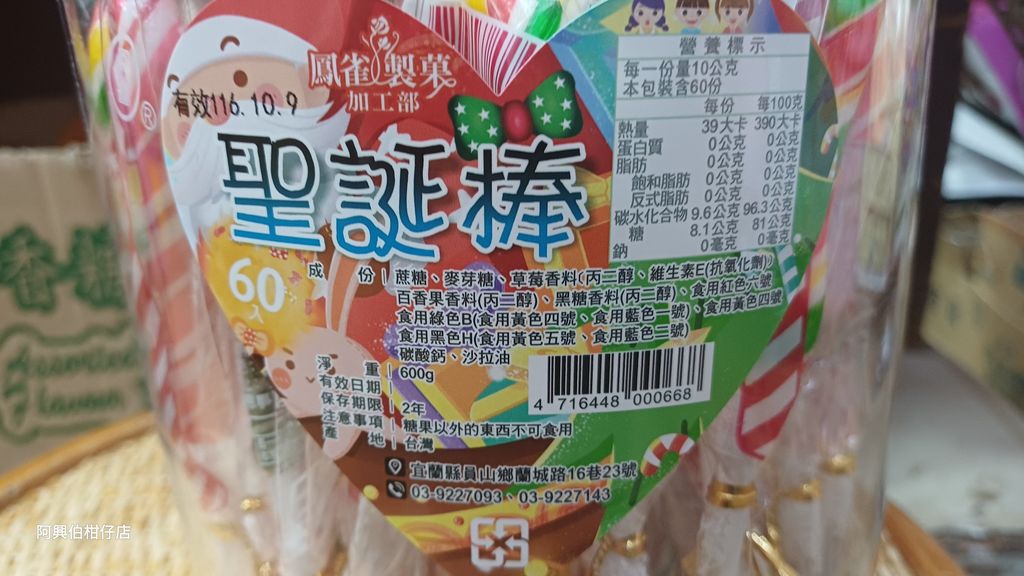 鳳雀製菓
加工部
®
有效116.10.9
聖誕棒
60入
營養標示
每一份量10公克
本包裝含60份
每份 每100克
熱量 39大卡 390大卡
蛋白質 0公克 0公克
脂肪 0公克 0公克
飽和脂肪 0公克 0公克
反式脂肪 0公克 0公克
碳水化合物 9.6公克 96.3公克
糖 8.1公克 81公克
鈉 0毫克 0毫克
成份 蔗糖、麥芽糖、草莓香料(丙二醇、維生素E(抗氧化劑))
百香果香料(丙二醇)、黑糖香料(丙二醇)、食用紅色六號
食用綠色B(食用黃色四號、食用藍色一號)、食用黃色四號
食用黑色H(食用黃色五號、食用藍色二號)
碳酸鈣、沙拉油
淨重 600g
有效日期
保存期限 2年
注意事項 糖果以外的東西不可食用
產地 台灣
4 716448 000668
宜蘭縣員山鄉蘭城路16巷23號
03-9227093、03-9227143
Assorted
Flavour
阿興伯柑仔店